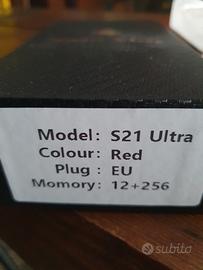 Model: S21 Ultra
Colour: Red
Plug : EU
Momory: 12+256
subito